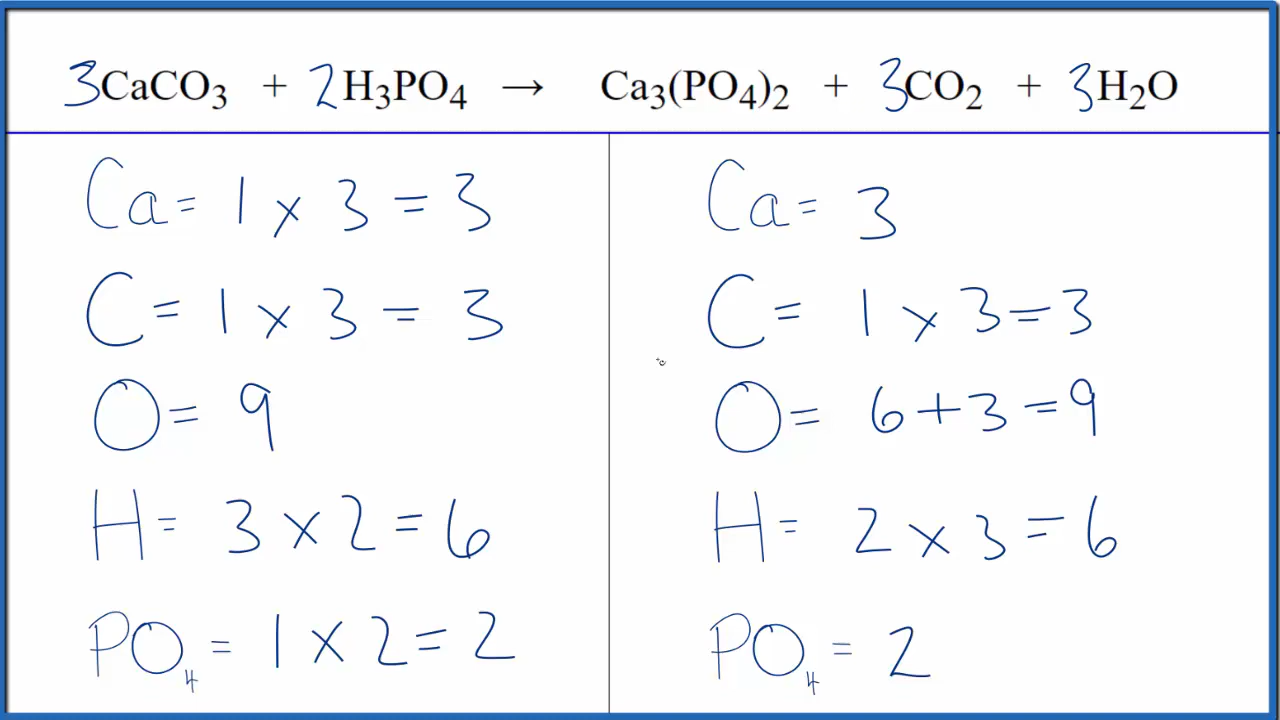 3CaCO3 + 2H3PO4 → Ca3(PO4)2 + 3CO2 + 3H2O
Ca = 1 x 3 = 3
C = 1 x 3 = 3
O = 9
H = 3 x 2 = 6
PO4 = 1 x 2 = 2
Ca = 3
C = 1 x 3 = 3
O = 6 + 3 = 9
H = 2 x 3 = 6
PO4 = 2